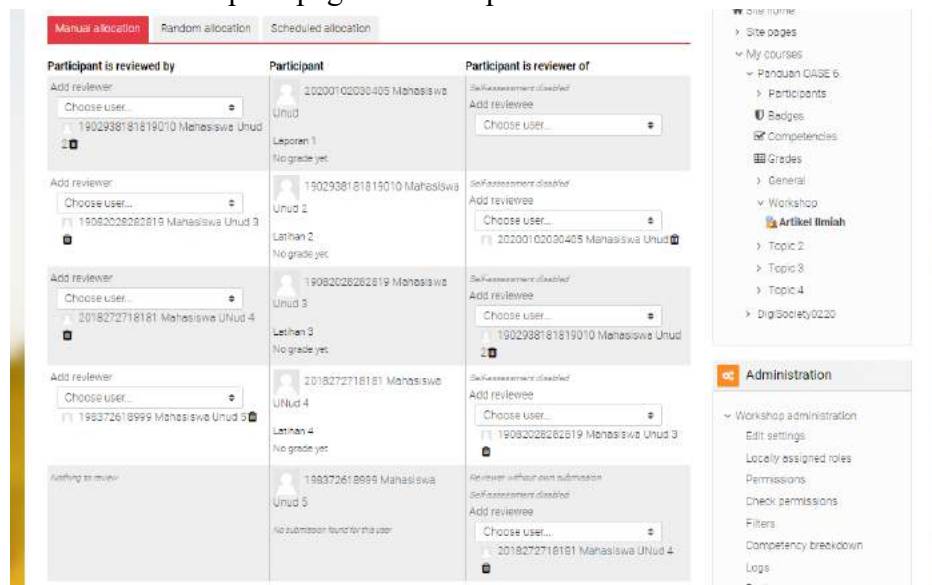 Manual allocation Random allocation Scheduled allocation
Participant is reviewed by Participant Participant is reviewer of
Add reviewer
Choose user...
1902938181819010 Mahasiswa Unud
2
20200102030405 Mahasiswa
Unud
Laporan 1
No grade yet
Self-assessment disabled
Add reviewee
Choose user...
Add reviewer
Choose user...
19082028282819 Mahasiswa Unud 3
1902938181819010 Mahasiswa
Unud 2
Latihan 2
No grade yet
Self-assessment disabled
Add reviewee
Choose user...
20200102030405 Mahasiswa Unud
Add reviewer
Choose user...
2018272718181 Mahasiswa UNud 4
19082028282819 Mahasiswa
Unud 3
Latihan 3
No grade yet
Self-assessment disabled
Add reviewee
Choose user...
1902938181819010 Mahasiswa Unud
2
Add reviewer
Choose user...
198372618999 Mahasiswa Unud 5
2018272718181 Mahasiswa
UNud 4
Latihan 4
No grade yet
Self-assessment disabled
Add reviewee
Choose user...
19082028282819 Mahasiswa Unud 3
Nothing to review
198372618999 Mahasiswa
Unud 5
No submission found for this user
Reviewer without own submission
Self-assessment disabled
Add reviewee
Choose user...
2018272718181 Mahasiswa UNud 4
Site home
Site pages
My courses
Panduan OASE 6
Participants
Badges
Competencies
Grades
General
Workshop
Artikel Ilmiah
Topic 2
Topic 3
Topic 4
DigiSociety0220
Administration
Workshop administration
Edit settings
Locally assigned roles
Permissions
Check permissions
Filters
Competency breakdown
Logs